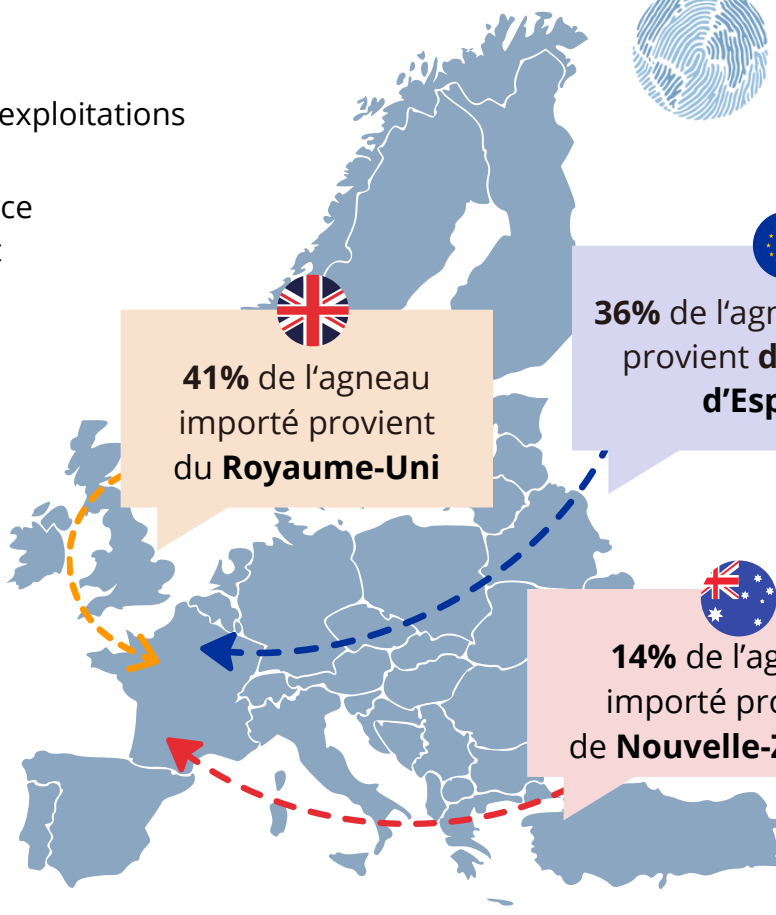 exploitations
ce
41% de l‘agneau
importé provient
du Royaume-Uni
36% de l‘agn
provient d
d’Esp
14% de l’ag
importé pro
de Nouvelle-Z